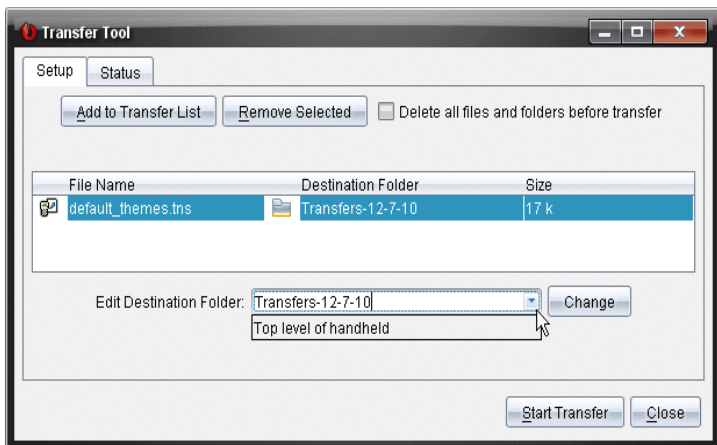 Transfer Tool
Setup Status
Add to Transfer List Remove Selected Delete all files and folders before transfer
File Name Destination Folder Size
default_themes.tns Transfers-12-7-10 17 k
Edit Destination Folder: Transfers-12-7-10 Change
Top level of handheld
Start Transfer Close